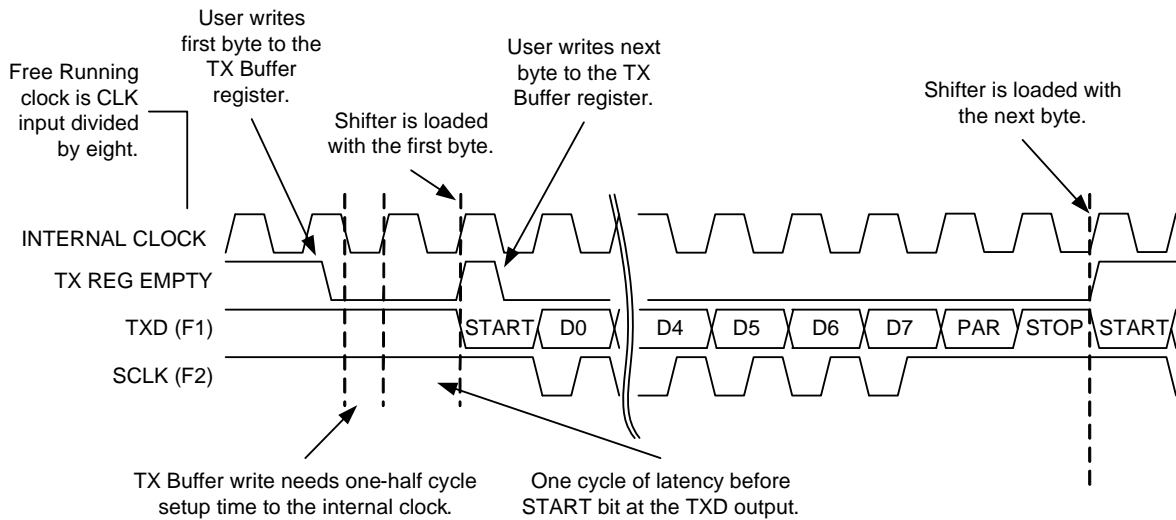 User writes
first byte to the
TX Buffer
register.
User writes next
byte to the TX
Buffer register.
Free Running
clock is CLK
input divided
by eight.
Shifter is loaded
with the first byte.
Shifter is loaded with
the next byte.
INTERNAL CLOCK
TX REG EMPTY
TXD (F1)
START
D0
D4
D5
D6
D7
PAR
STOP
START
SCLK (F2)
TX Buffer write needs one-half cycle
setup time to the internal clock.
One cycle of latency before
START bit at the TXD output.